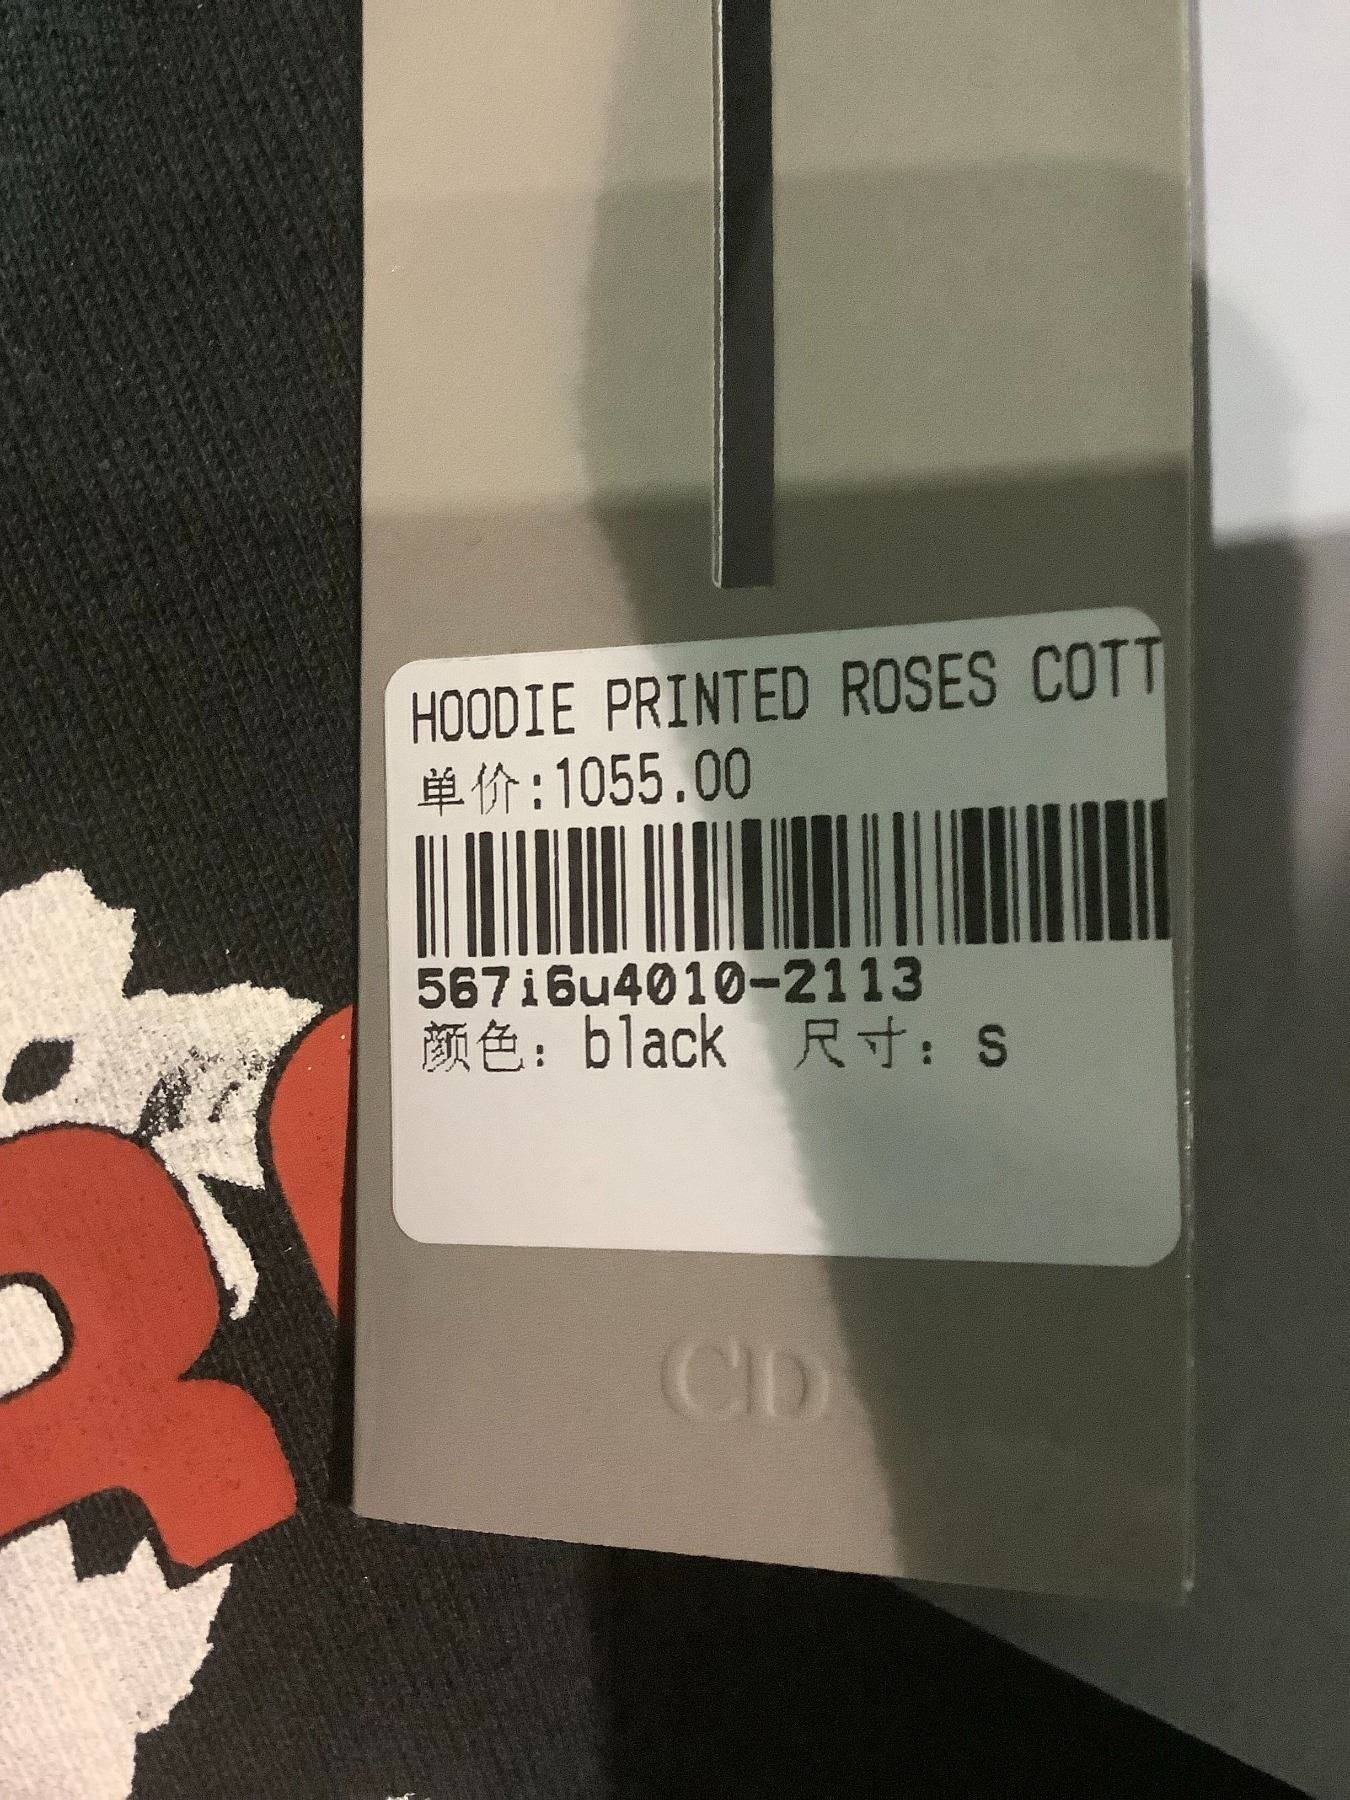 HOODIE PRINTED ROSES COTT
单价:1055.00
567i6u4010-2113
颜色: black 尺寸: s
CD
R